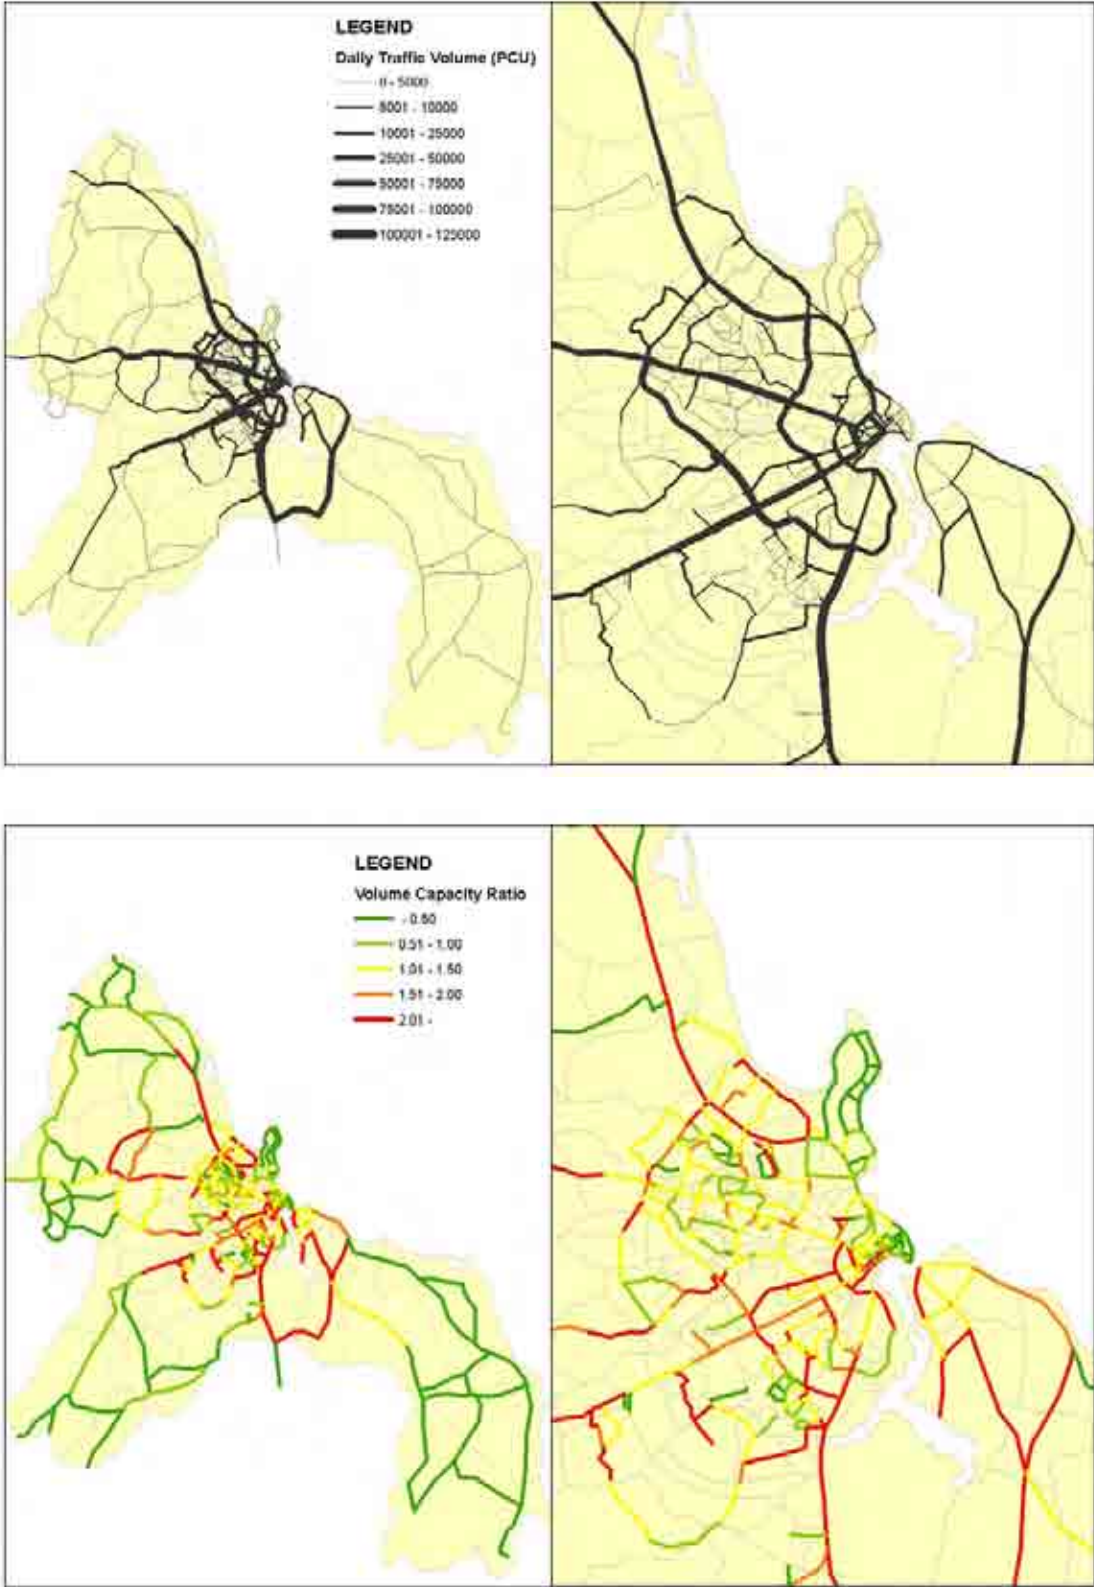 LEGEND
Daily Traffic Volume (PCU)
0 - 5000
5001 - 10000
10001 - 25000
25001 - 50000
50001 - 75000
75001 - 100000
100001 - 125000
LEGEND
Volume Capacity Ratio
- 0.50
0.51 - 1.00
1.01 - 1.50
1.51 - 2.00
2.01 -